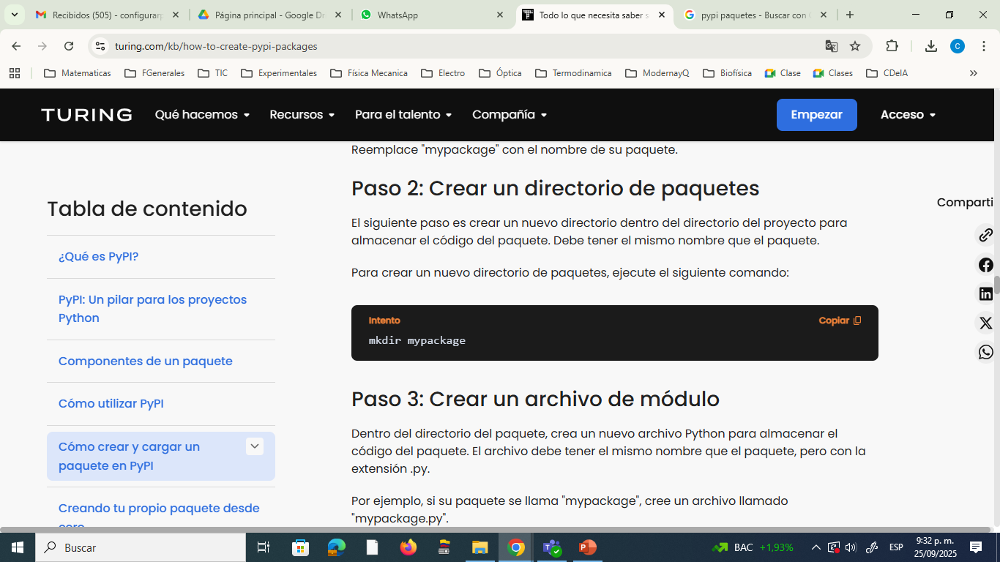 Recibidos (505) - configurarp
Página principal - Google Dr
WhatsApp
Todo lo que necesita saber s
pypi paquetes - Buscar con
turing.com/kb/how-to-create-pypi-packages
C
Matematicas
FGenerales
TIC
Experimentales
Física Mecanica
Electro
Óptica
Termodinamica
ModernayQ
Biofísica
Clase
Clases
CDeIA
TURING
Qué hacemos
Recursos
Para el talento
Compañía
Empezar
Acceso
Reemplace "mypackage" con el nombre de su paquete.
Tabla de contenido
¿Qué es PyPI?
PyPI: Un pilar para los proyectos
Python
Componentes de un paquete
Cómo utilizar PyPI
Cómo crear y cargar un
paquete en PyPI
Creando tu propio paquete desde
cero
Paso 2: Crear un directorio de paquetes
El siguiente paso es crear un nuevo directorio dentro del directorio del proyecto para
almacenar el código del paquete. Debe tener el mismo nombre que el paquete.
Para crear un nuevo directorio de paquetes, ejecute el siguiente comando:
Intento
Copiar
mkdir mypackage
Paso 3: Crear un archivo de módulo
Dentro del directorio del paquete, crea un nuevo archivo Python para almacenar el
código del paquete. El archivo debe tener el mismo nombre que el paquete, pero con la
extensión .py.
Por ejemplo, si su paquete se llama "mypackage", cree un archivo llamado
"mypackage.py".
Comparti
Buscar
BAC +1,93%
ESP
9:32 p. m.
25/09/2025